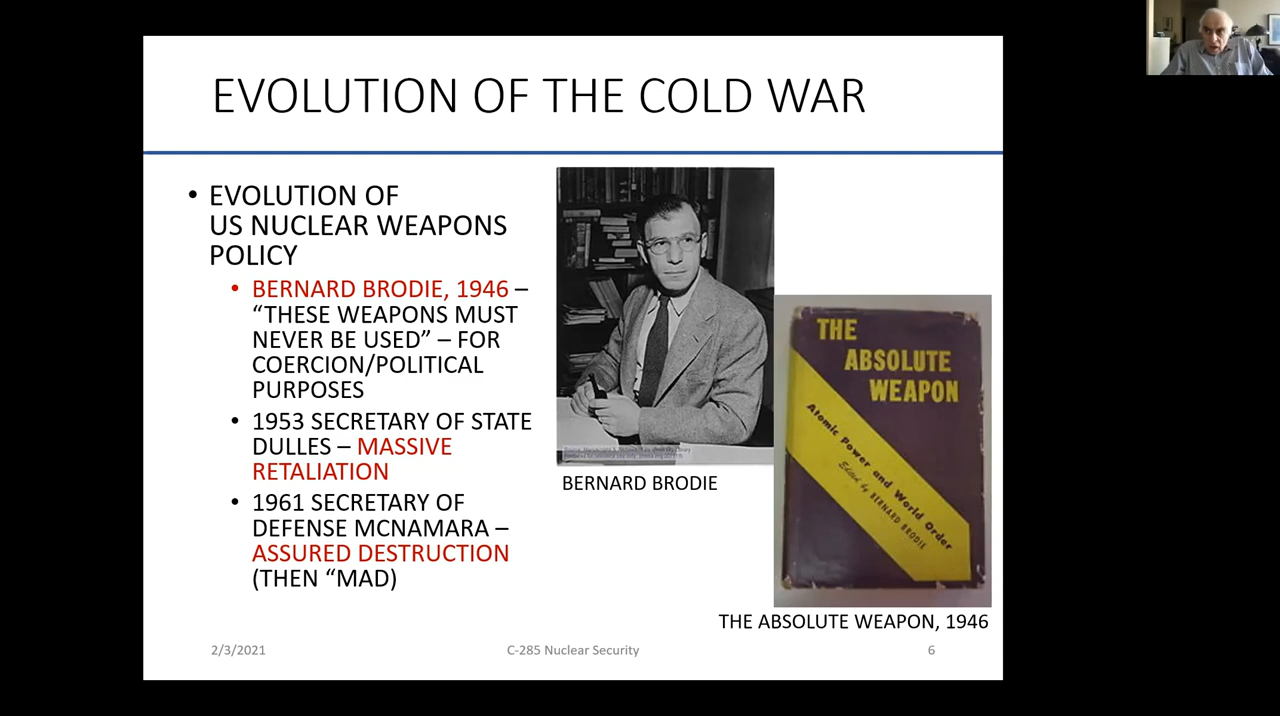 EVOLUTION OF THE COLD WAR
• EVOLUTION OF
US NUCLEAR WEAPONS
POLICY
• BERNARD BRODIE, 1946 –
“THESE WEAPONS MUST
NEVER BE USED” – FOR
COERCION/POLITICAL
PURPOSES
• 1953 SECRETARY OF STATE
DULLES – MASSIVE
RETALIATION
• 1961 SECRETARY OF
DEFENSE MCNAMARA –
ASSURED DESTRUCTION
(THEN “MAD)
BERNARD BRODIE
THE
ABSOLUTE
WEAPON
Atomic Power and World Order
Edited by BERNARD BRODIE
THE ABSOLUTE WEAPON, 1946
2/3/2021
C-285 Nuclear Security
6